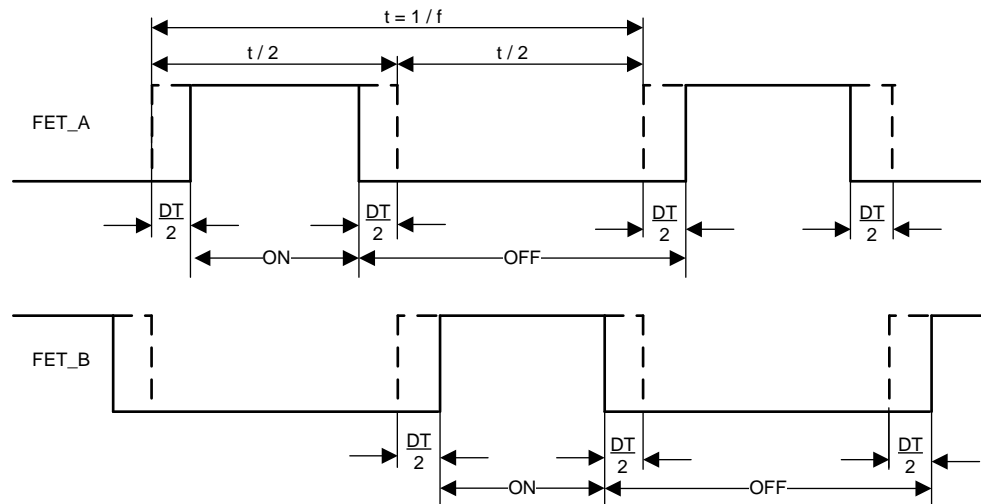 t = 1 / f
t / 2 t / 2
FET_A
DT DT DT DT
2 2 2 2
ON OFF
FET_B
DT DT DT
2 2 2
ON OFF